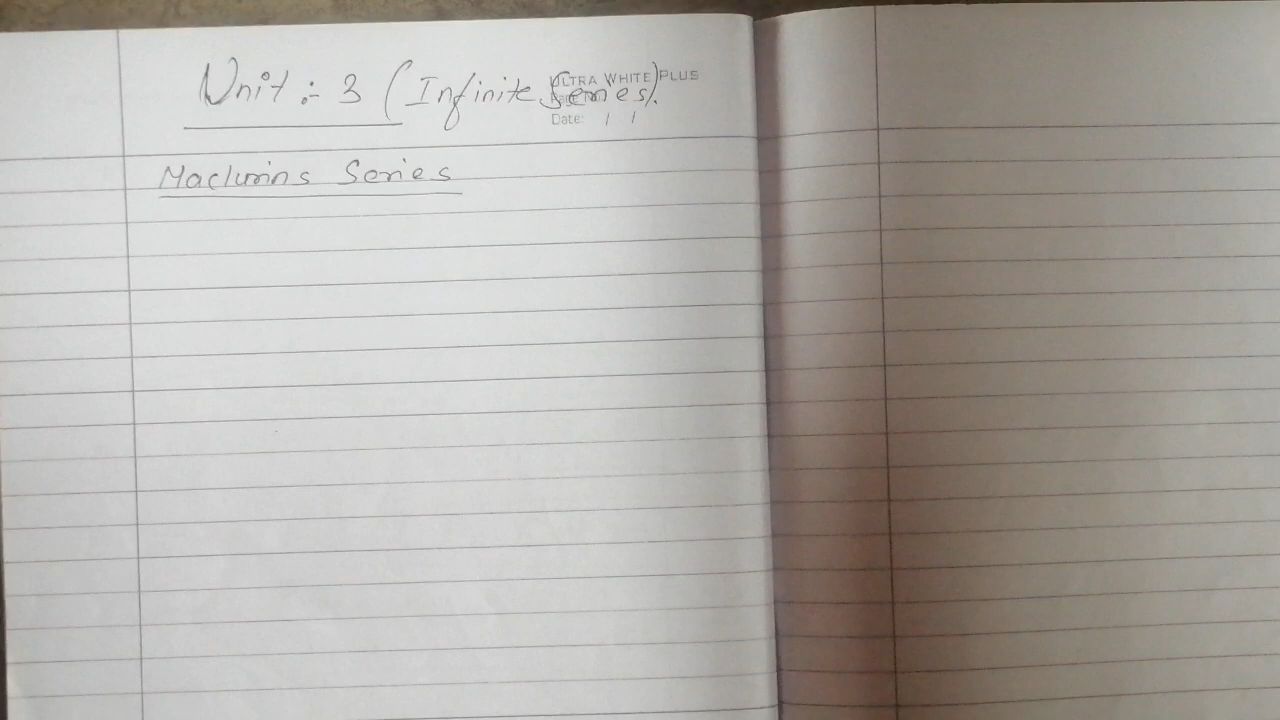 Unit :- 3 (Infinite Series).
ULTRA WHITE PLUS
Date: / /
Maclurins Series